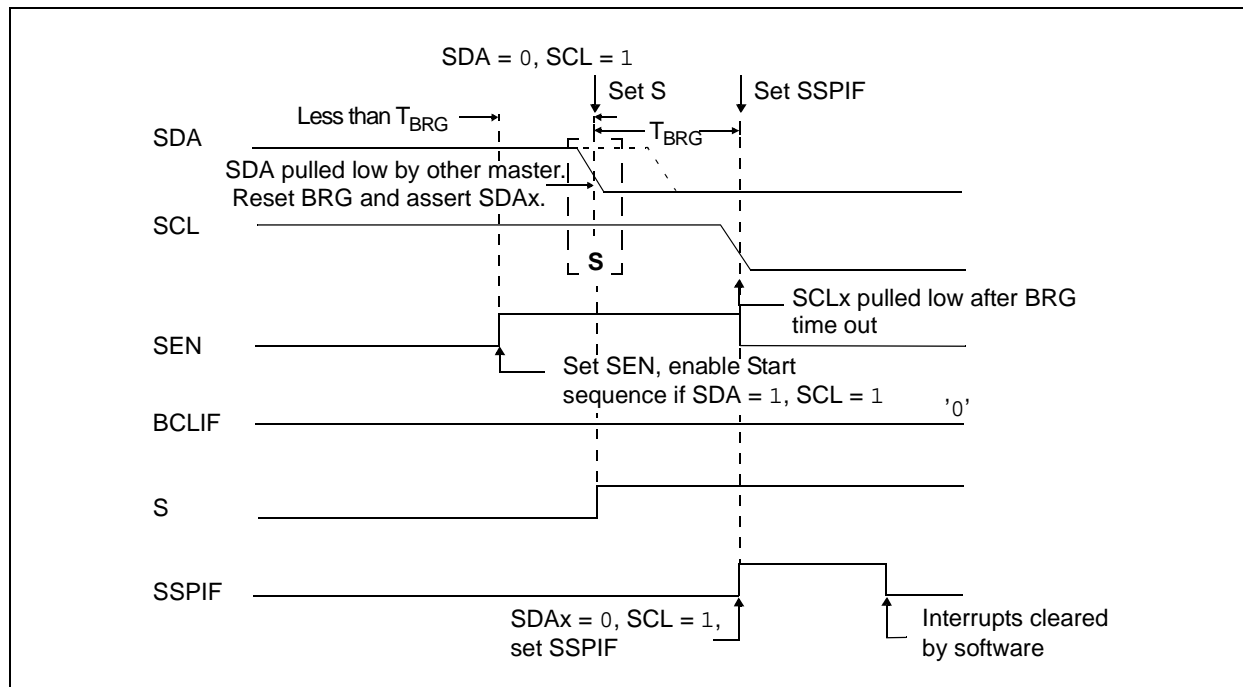 SDA = 0, SCL = 1
Set S
Set SSPIF
Less than TBRG
TBRG
SDA
SDA pulled low by other master.
Reset BRG and assert SDAx.
SCL
S
SCLx pulled low after BRG
time out
SEN
Set SEN, enable Start
sequence if SDA = 1, SCL = 1
'0'
BCLIF
S
SSPIF
SDAx = 0, SCL = 1,
set SSPIF
Interrupts cleared
by software